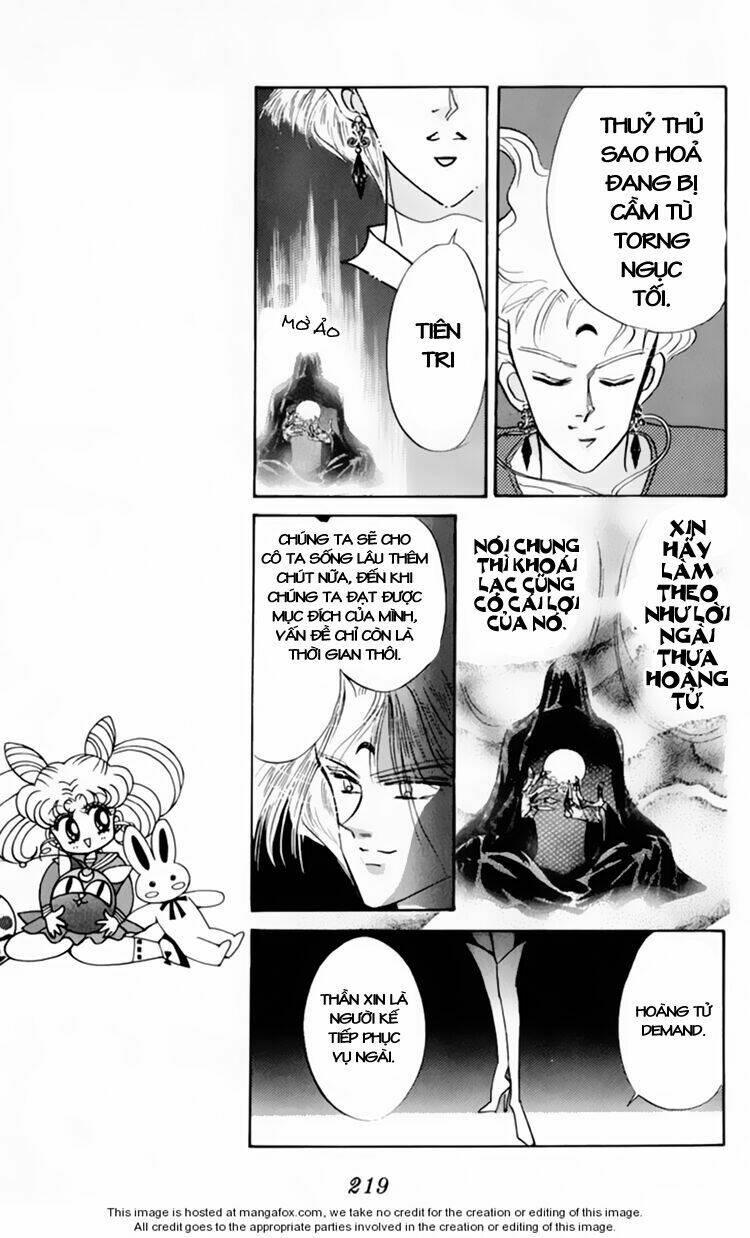 THUỶ THỦ
SAO HOẢ
ĐANG BỊ
CẦM TÙ
TORNG
NGỤC
TỐI.
TIÊN
TRI
MỜ ẢO
XIN
HÃY
LÀM
THEO
NHƯ LỜI
NGÀI
THƯA
HOÀNG
TỬ.
NÓI CHUNG
THÌ KHOÁI
LẠC CŨNG
CÓ CÁI LỢI
CỦA NÓ.
CHÚNG TA SẼ CHO
CÔ TA SỐNG LÂU THÊM
CHÚT NỮA, ĐẾN KHI
CHÚNG TA ĐẠT ĐƯỢC
MỤC ĐÍCH CỦA MÌNH,
VẤN ĐỀ CHỈ CÒN LÀ
THỜI GIAN THÔI.
HOÀNG TỬ
DEMAND.
THẦN XIN LÀ
NGƯỜI KẾ
TIẾP PHỤC
VỤ NGÀI.
219
This image is hosted at mangafox.com, we take no credit for the creation or editing of this image.
All credit goes to the appropriate parties involved in the creation or editing of this image.